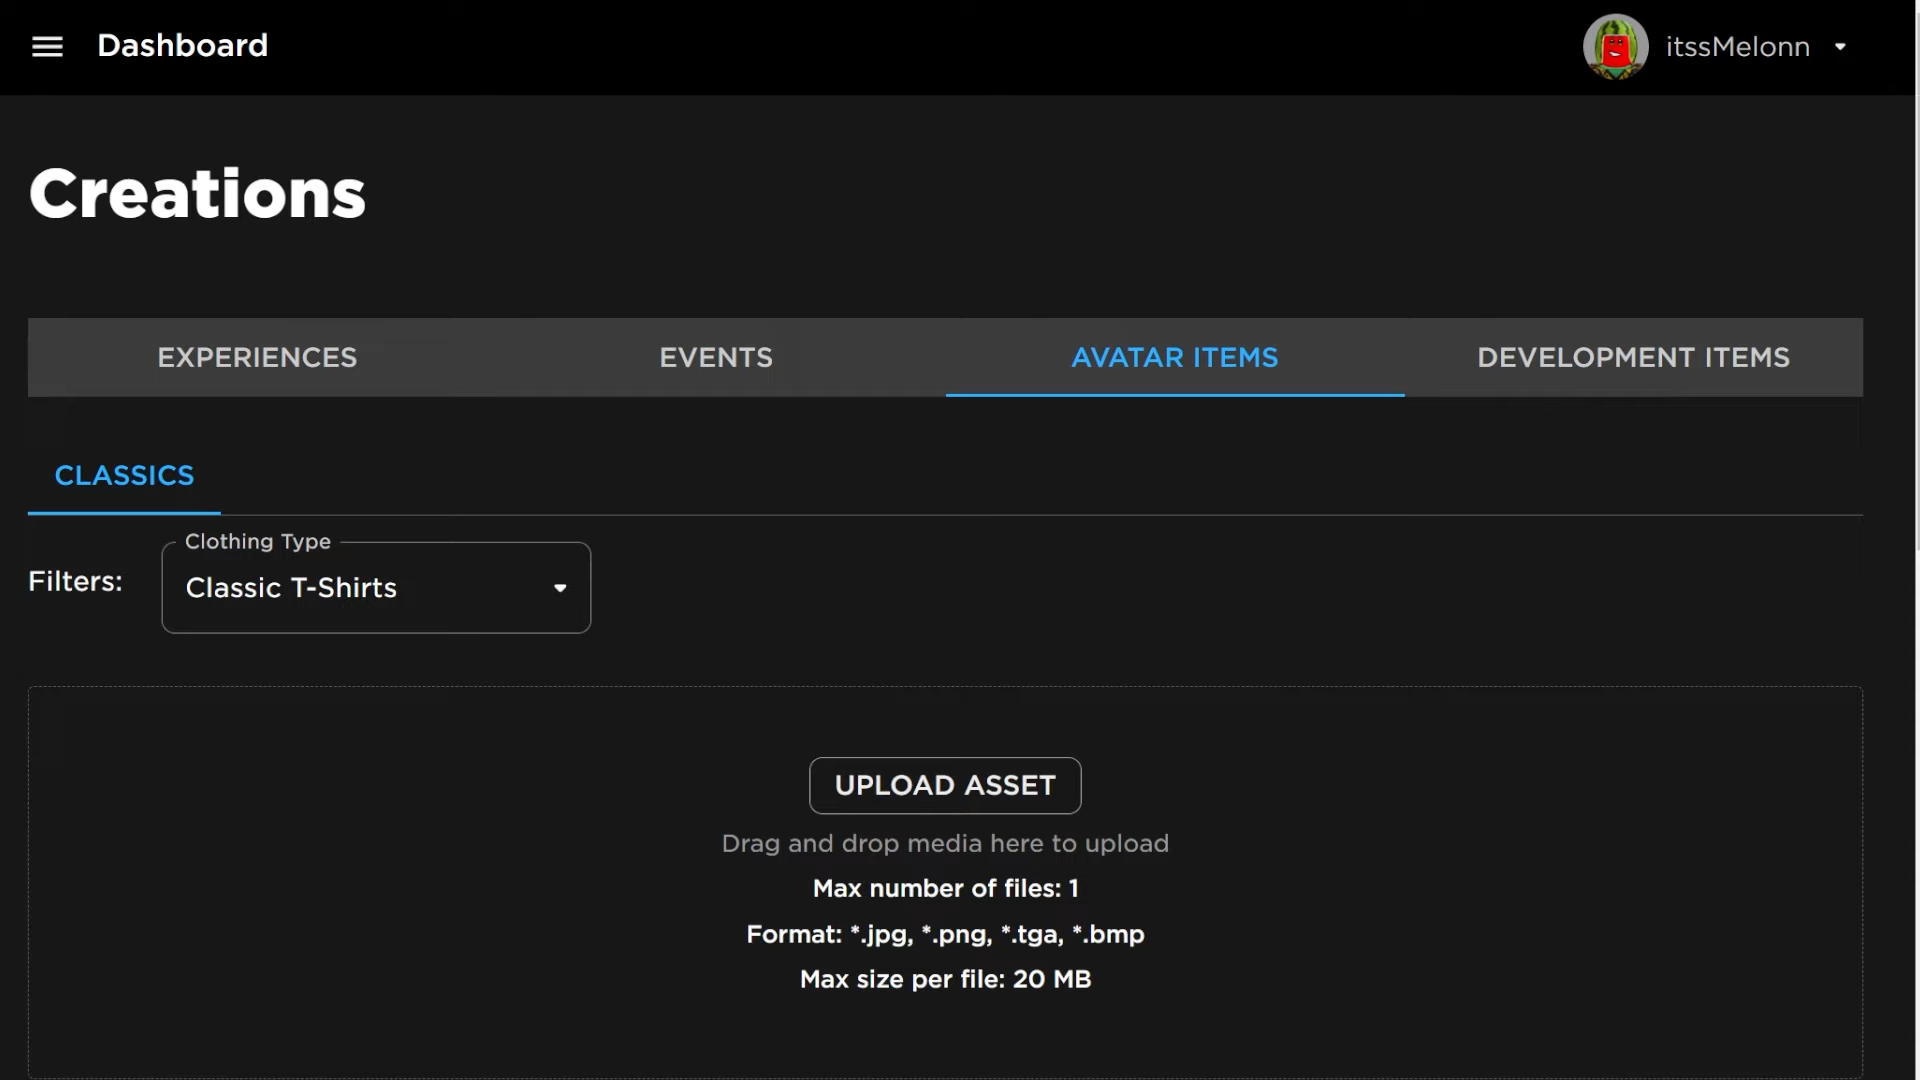 Dashboard
itssMelonn
Creations
EXPERIENCES
EVENTS
AVATAR ITEMS
DEVELOPMENT ITEMS
CLASSICS
Clothing Type
Filters:
Classic T-Shirts
UPLOAD ASSET
Drag and drop media here to upload
Max number of files: 1
Format: *.jpg, *.png, *.tga, *.bmp
Max size per file: 20 MB